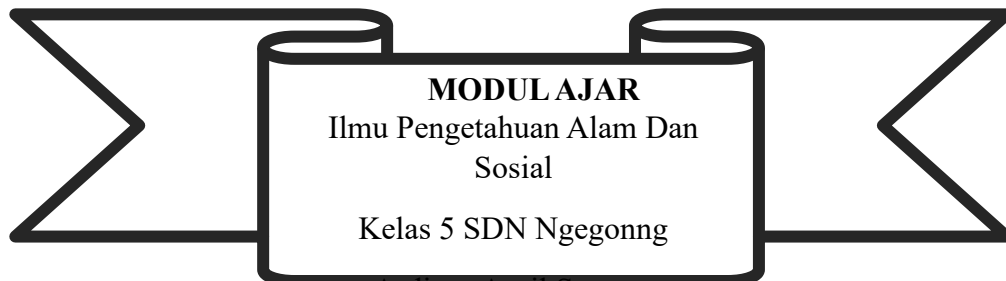 MODUL AJAR
Ilmu Pengetahuan Alam Dan
Sosial
Kelas 5 SDN Ngegonng